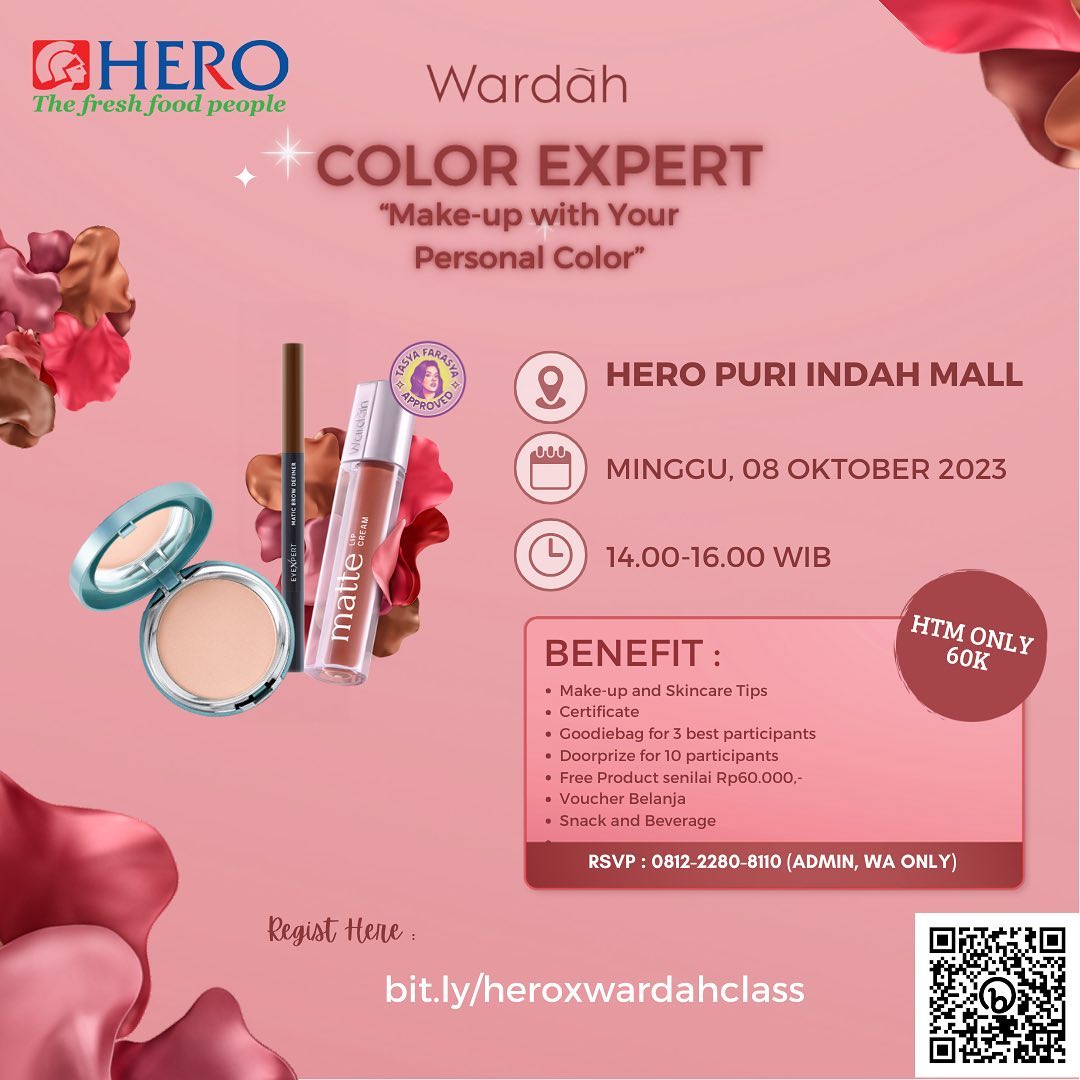 HERO
The fresh food people
Wardāh
COLOR EXPERT
“Make-up with Your
Personal Color”
TASYA FARASYA
APPROVED
HERO PURI INDAH MALL
MINGGU, 08 OKTOBER 2023
14.00-16.00 WIB
Wardāh
matte
LIP
CREAM
EYEXPERT
MATIC BROW DEFINER
HTM ONLY
60K
BENEFIT :
• Make-up and Skincare Tips
• Certificate
• Goodiebag for 3 best participants
• Doorprize for 10 participants
• Free Product senilai Rp60.000,-
• Voucher Belanja
• Snack and Beverage
RSVP : 0812-2280-8110 (ADMIN, WA ONLY)
Regist Here :
bit.ly/heroxwardahclass